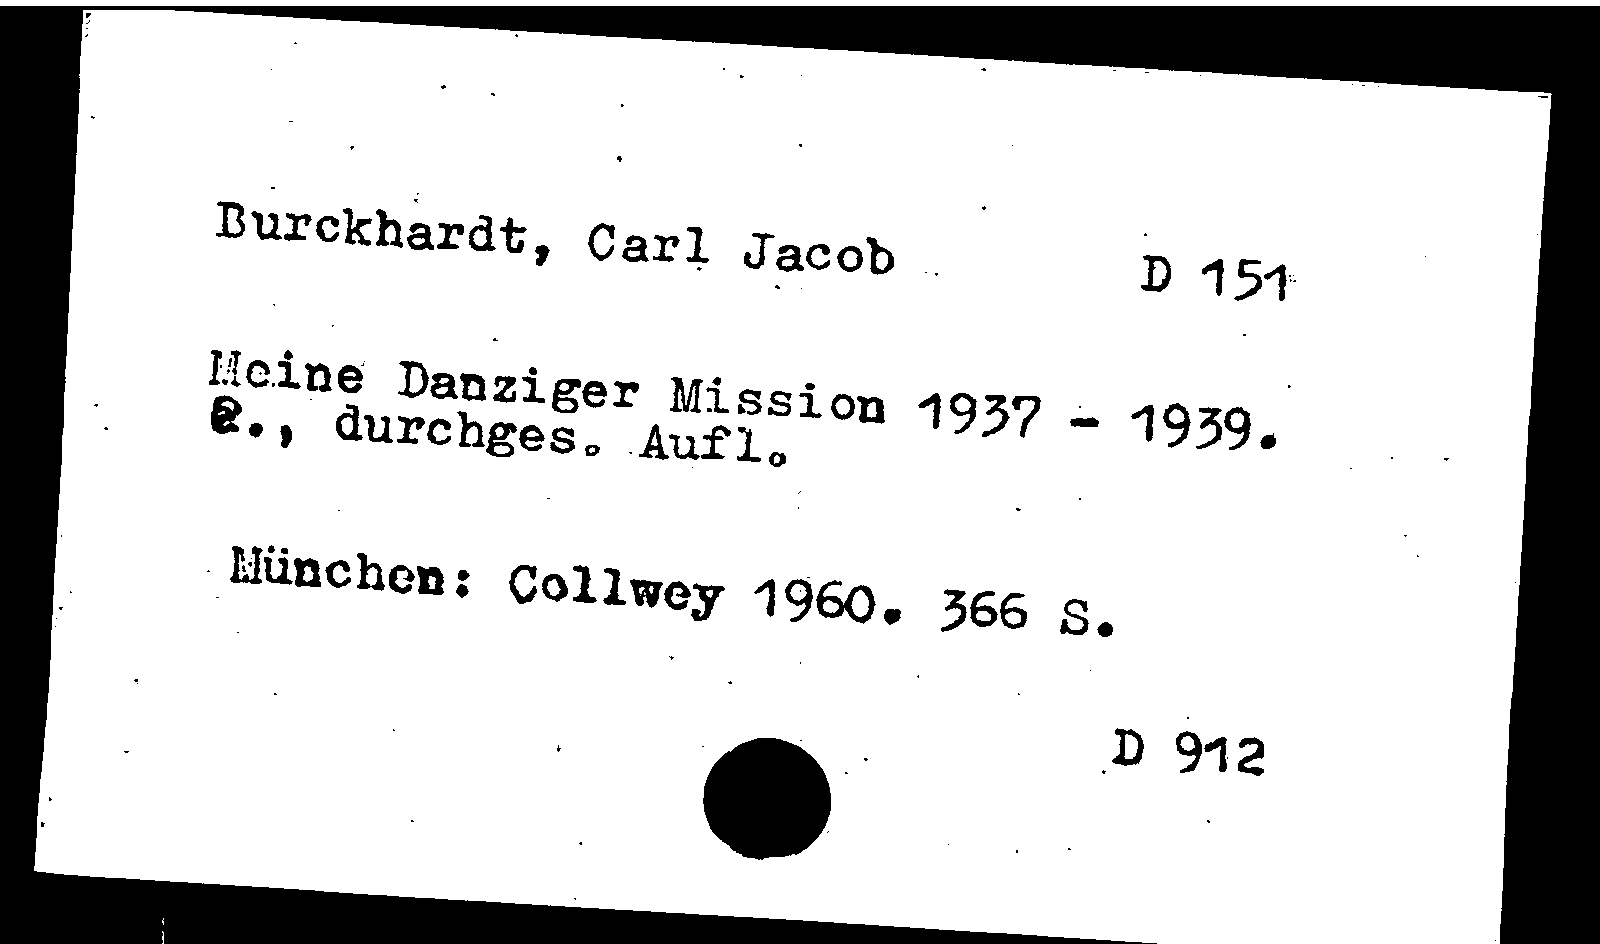 Burckhardt, Carl Jacob D 151
Meine Danziger Mission 1937 - 1939.
2., durchges. Aufl.
München: Collwey 1960. 366 S.
D 912